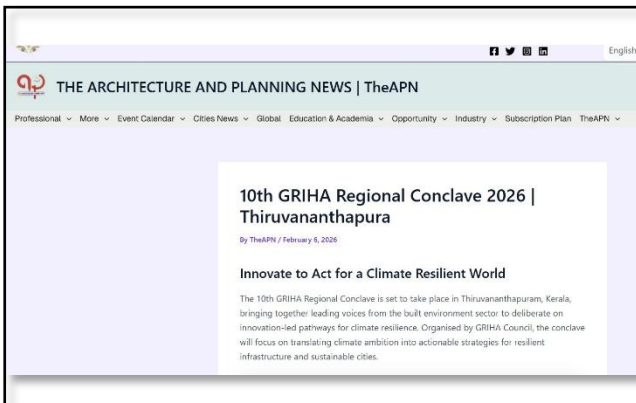 English
THE ARCHITECTURE AND PLANNING NEWS | TheAPN
Professional More Event Calendar Cities News Global Education & Academia Opportunity Industry Subscription Plan TheAPN
10th GRIHA Regional Conclave 2026 |
Thiruvananthapura
By TheAPN / February 6, 2026
Innovate to Act for a Climate Resilient World
The 10th GRIHA Regional Conclave is set to take place in Thiruvananthapuram, Kerala,
bringing together leading voices from the built environment sector to deliberate on
innovation-led pathways for climate resilience. Organised by GRIHA Council, the conclave
will focus on translating climate ambition into actionable strategies for resilient
infrastructure and sustainable cities.